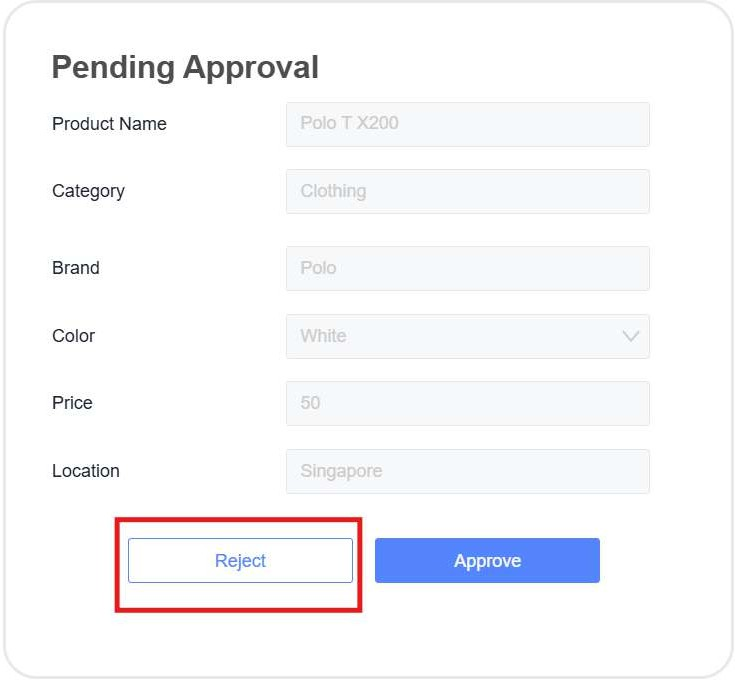 Pending Approval
Product Name Polo T X200
Category Clothing
Brand Polo
Color White
Price 50
Location Singapore
Reject Approve